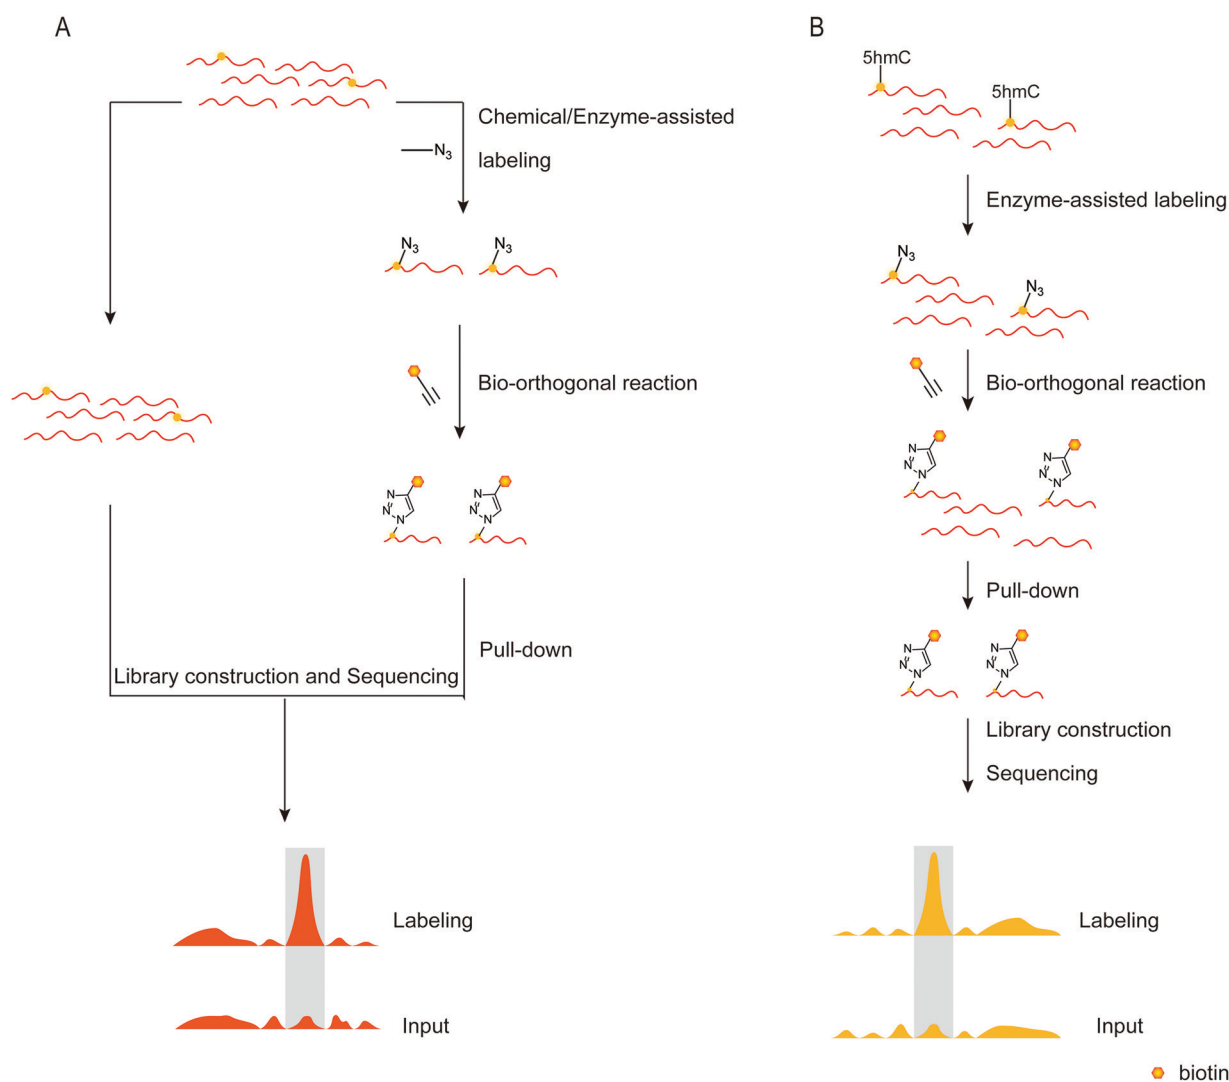 A
Chemical/Enzyme-assisted
N3
labeling
N3
N3
Bio-orthogonal reaction
N
N
N
N
N
N
Pull-down
Library construction and Sequencing
Labeling
Input
B
5hmC
5hmC
Enzyme-assisted labeling
N3
N3
Bio-orthogonal reaction
N
N
N
N
N
N
Pull-down
N
N
N
N
N
N
Library construction
Sequencing
Labeling
Input
biotin